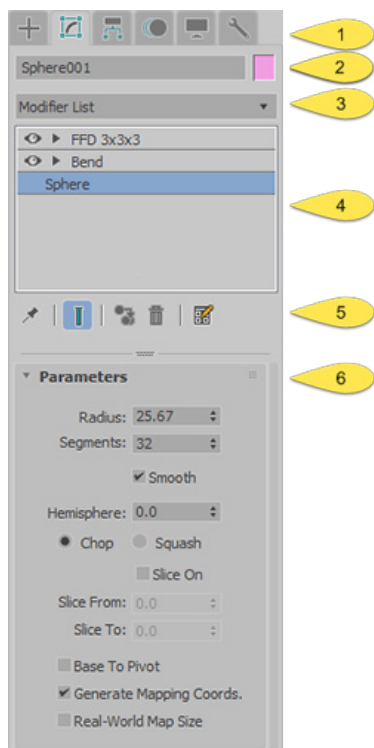 1
Sphere001
2
Modifier List
3
FFD 3x3x3
Bend
Sphere
4
5
Parameters
6
Radius: 25.67
Segments: 32
Smooth
Hemisphere: 0.0
Chop Squash
Slice On
Slice From: 0.0
Slice To: 0.0
Base To Pivot
Generate Mapping Coords.
Real-World Map Size